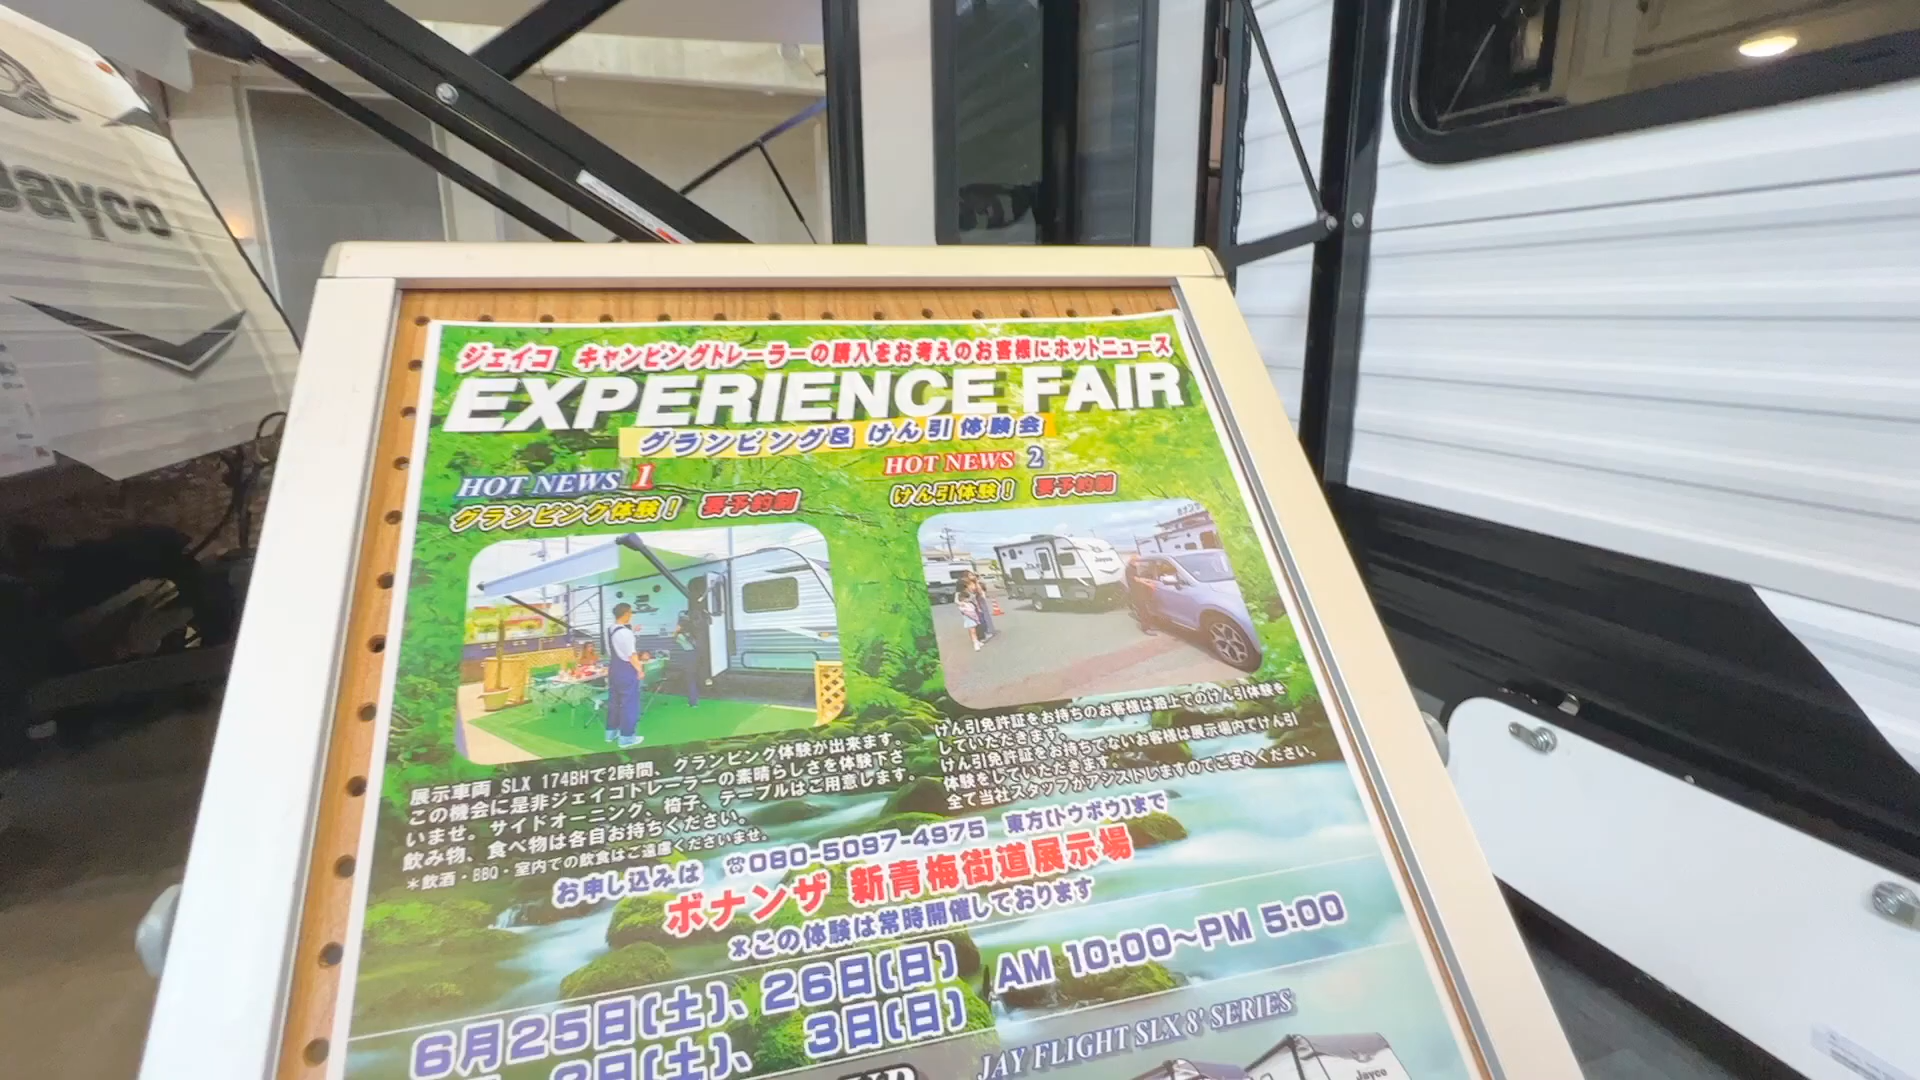 Jayco
ジェイコ キャンピングトレーラーの購入をお考えのお客様にホットニュース
EXPERIENCE FAIR
グランピング& けん引体験会
HOT NEWS 1
グランピング体験! 要予約制
HOT NEWS 2
けん引体験! 要予約制
展示車両 SLX 174BHで2時間、グランピング体験が出来ます。
この機会に是非ジェイコトレーラーの素晴らしさを体験下さ
いませ。サイドオーニング、椅子、テーブルはご用意します。
飲み物、食べ物は各自お持ちください。
*飲酒・BBQ・室内での飲食はご遠慮くださいませ。
けん引免許証をお持ちのお客様は路上でのけん引体験を
していただきます。
けん引免許証をお持ちでないお客様は展示場内でけん引
体験をしていただきます。
全て当社スタッフがアシストしますのでご安心ください。
お申し込みは ☎080-5097-4975 東方(トウボウ)まで
ボナンザ 新青梅街道展示場
*この体験は常時開催しております
6月25日(土)、26日(日) AM 10:00~PM 5:00
2日(土)、3日(日)
JAY FLIGHT SLX 8' SERIES
Jayco